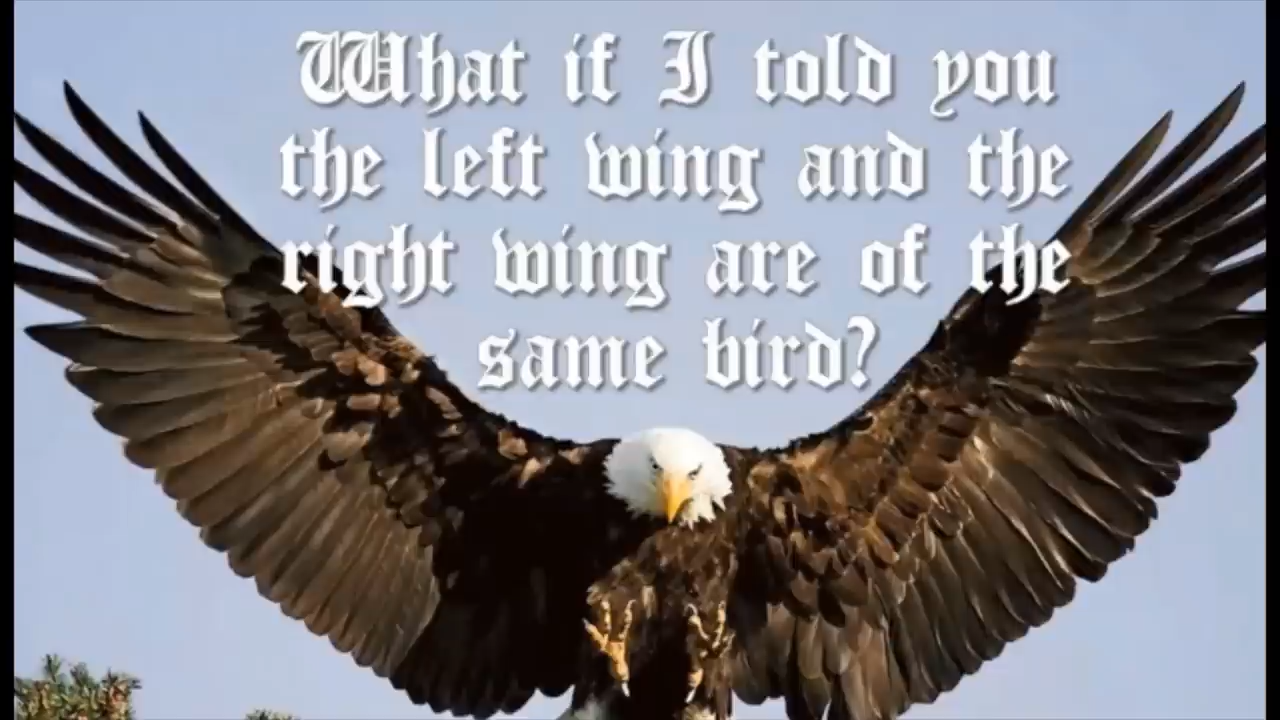 What if I told you
the left wing and the
right wing are of the
same bird?